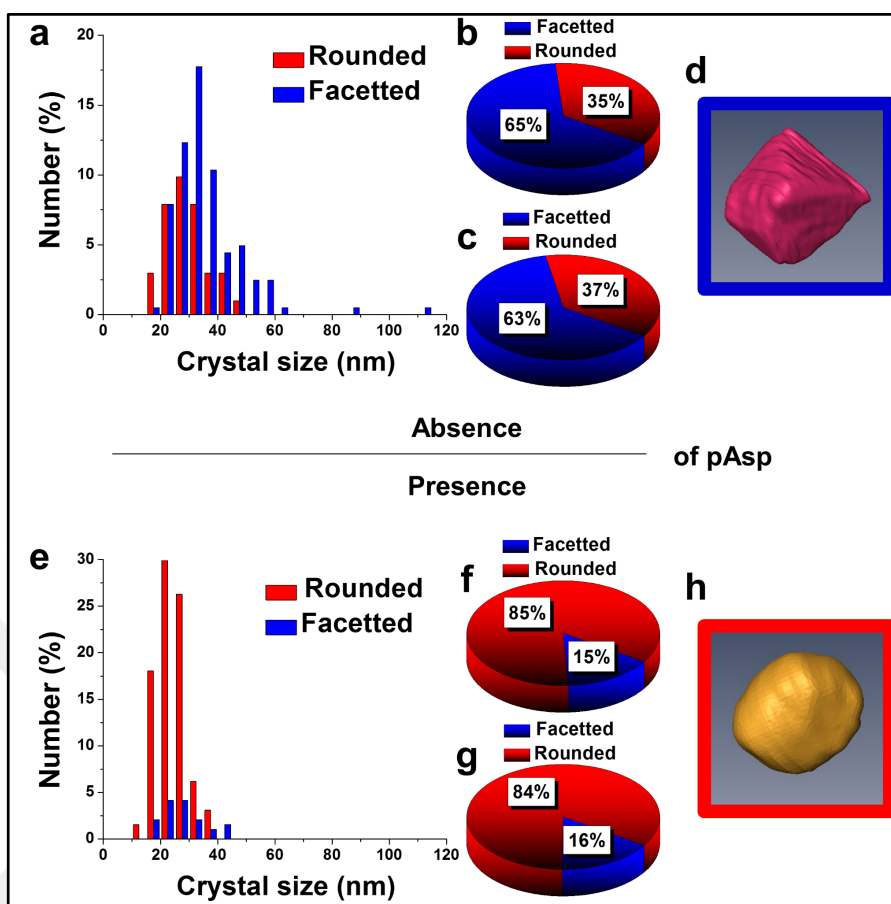 a
20
15
10
5
0
Number (%)
Rounded
Facetted
0 20 40 60 80 100 120
Crystal size (nm)
b
Facetted
Rounded
65%
35%
c
Facetted
Rounded
63%
37%
d
Absence
Presence
of pAsp
e
30
25
20
15
10
5
0
Number (%)
Rounded
Facetted
0 20 40 60 80 100 120
Crystal size (nm)
f
Facetted
Rounded
85%
15%
g
Facetted
Rounded
84%
16%
h